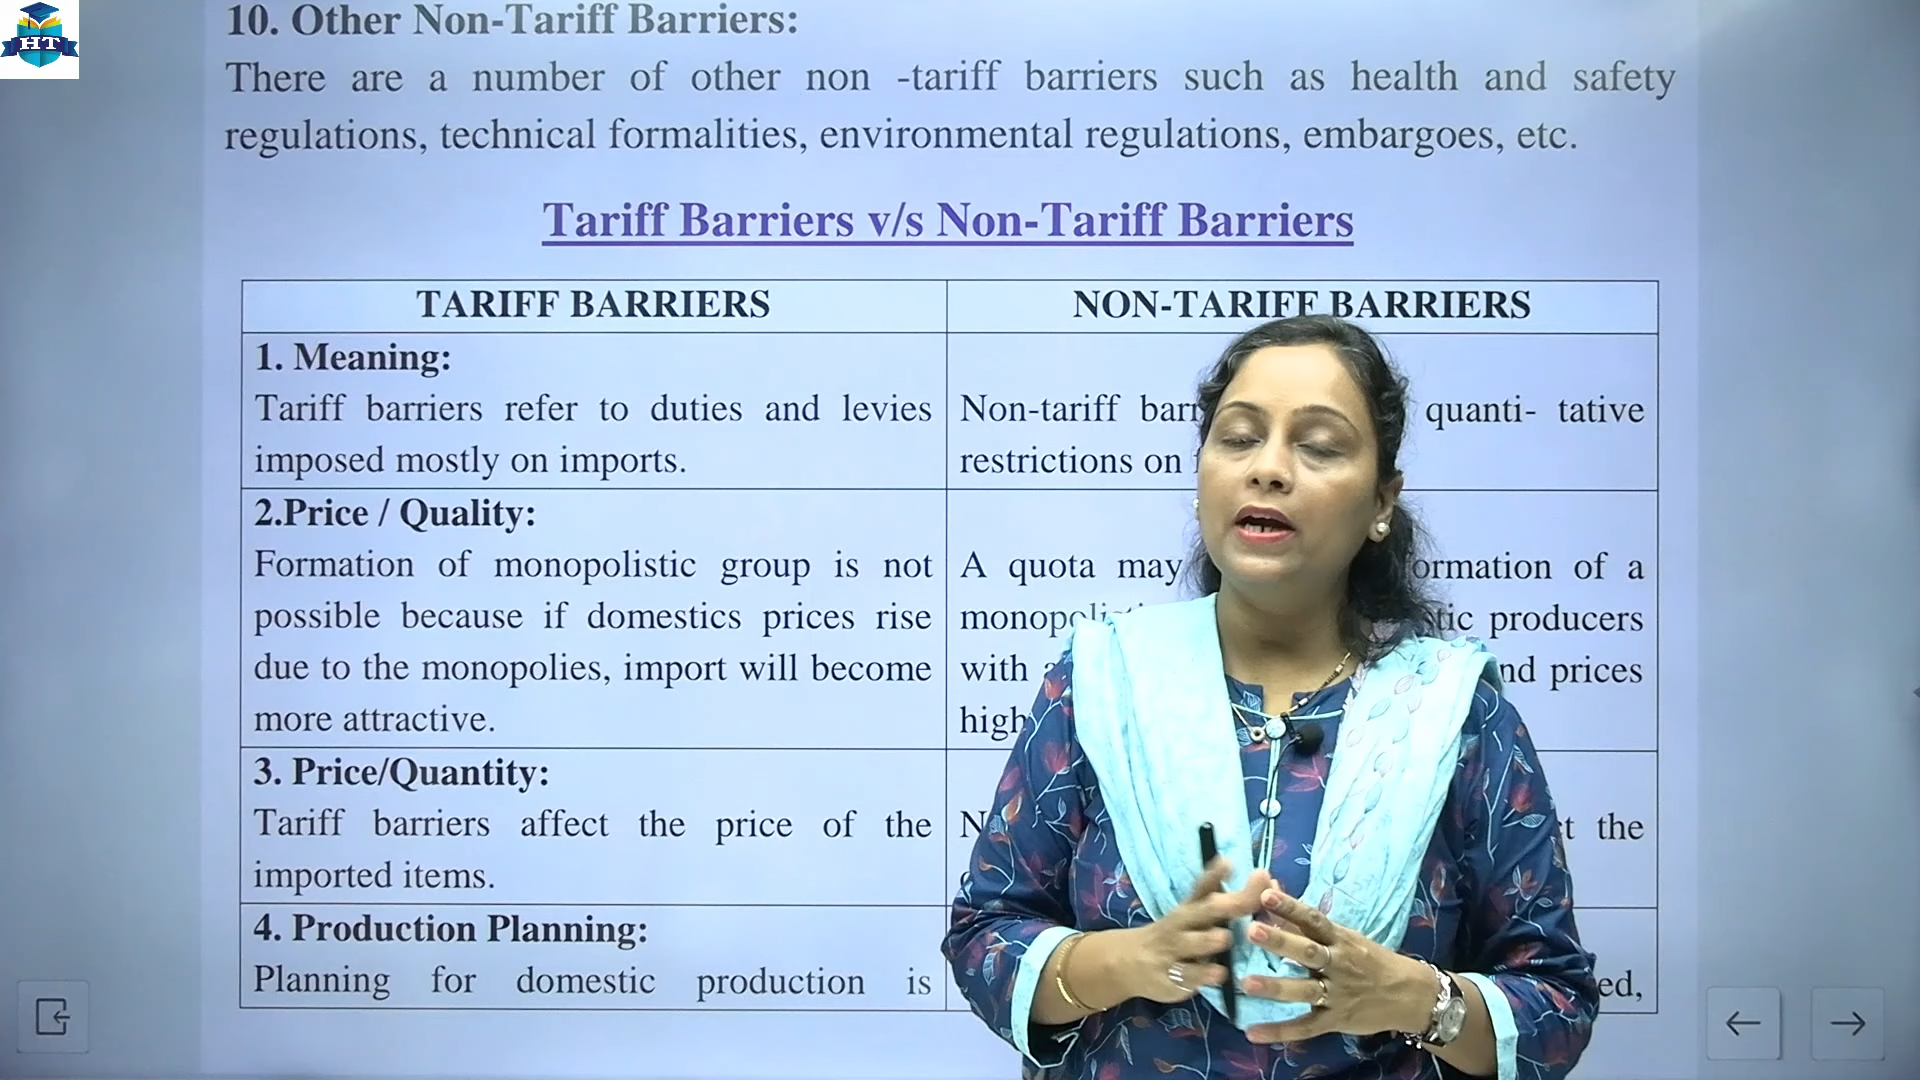 HT
10. Other Non-Tariff Barriers:
There are a number of other non -tariff barriers such as health and safety
regulations, technical formalities, environmental regulations, embargoes, etc.
Tariff Barriers v/s Non-Tariff Barriers
TARIFF BARRIERS
1. Meaning:
Tariff barriers refer to duties and levies
imposed mostly on imports.
2.Price / Quality:
Formation of monopolistic group is not
possible because if domestics prices rise
due to the monopolies, import will become
more attractive.
3. Price/Quantity:
Tariff barriers affect the price of the
imported items.
4. Production Planning:
Planning for domestic production is
NON-TARIFF BARRIERS
Non-tariff quanti- tative
restrictions on
A quota may of a
producers
with prices
high
the